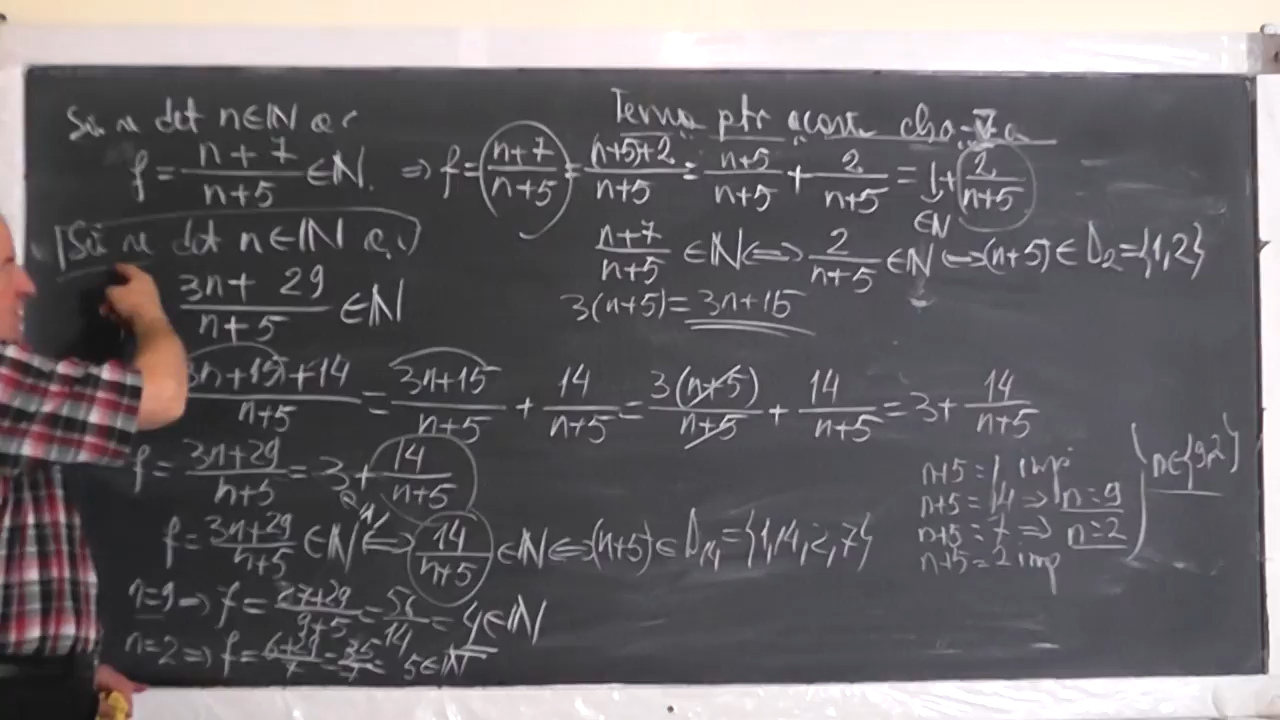 Să se det n∈ℕ a.î. Tema ptr acasă, cls. a V a
f = (n+7)/(n+5) ∈ ℕ. ⇒ f = (n+7)/(n+5) = (n+5+2)/(n+5) = (n+5)/(n+5) + 2/(n+5) = 1 + 2/(n+5)
∈ℕ
Să se det n∈ℕ a.î. (n+7)/(n+5) ∈ ℕ ⟺ 2/(n+5) ∈ ℕ ⟺ (n+5) ∈ D₂ = {1,2}
(3n+29)/(n+5) ∈ ℕ 3(n+5) = 3n+15
(3n+15)+14/(n+5) = (3n+15)/(n+5) + 14/(n+5) = 3(n+5)/(n+5) + 14/(n+5) = 3 + 14/(n+5)
f = (3n+29)/(n+5) = 3 + 14/(n+5)
∈ℕ
f = (3n+29)/(n+5) ∈ ℕ ⟺ 14/(n+5) ∈ ℕ ⟺ (n+5) ∈ D₁₄ = {1,14,2,7}
n+5 = 1 imp
n+5 = 14 ⇒ n=9
n+5 = 7 ⇒ n=2
n+5 = 2 imp
n∈{9,2}
n=9 ⇒ f = (27+29)/(9+5) = 56/14 = 4∈ℕ
n=2 ⇒ f = (6+29)/7 = 35/7 = 5∈ℕ